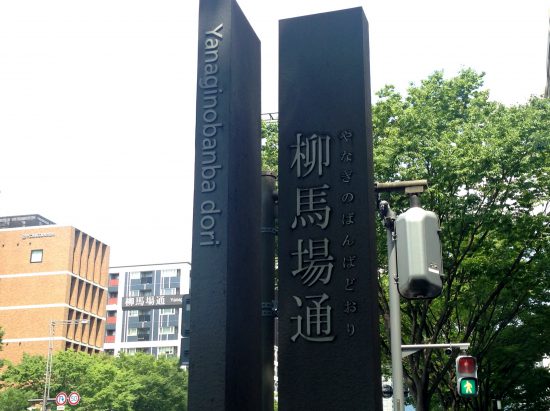 Yanaginobanba dori
柳馬場通
やなぎのばんばどおり
柳馬場通